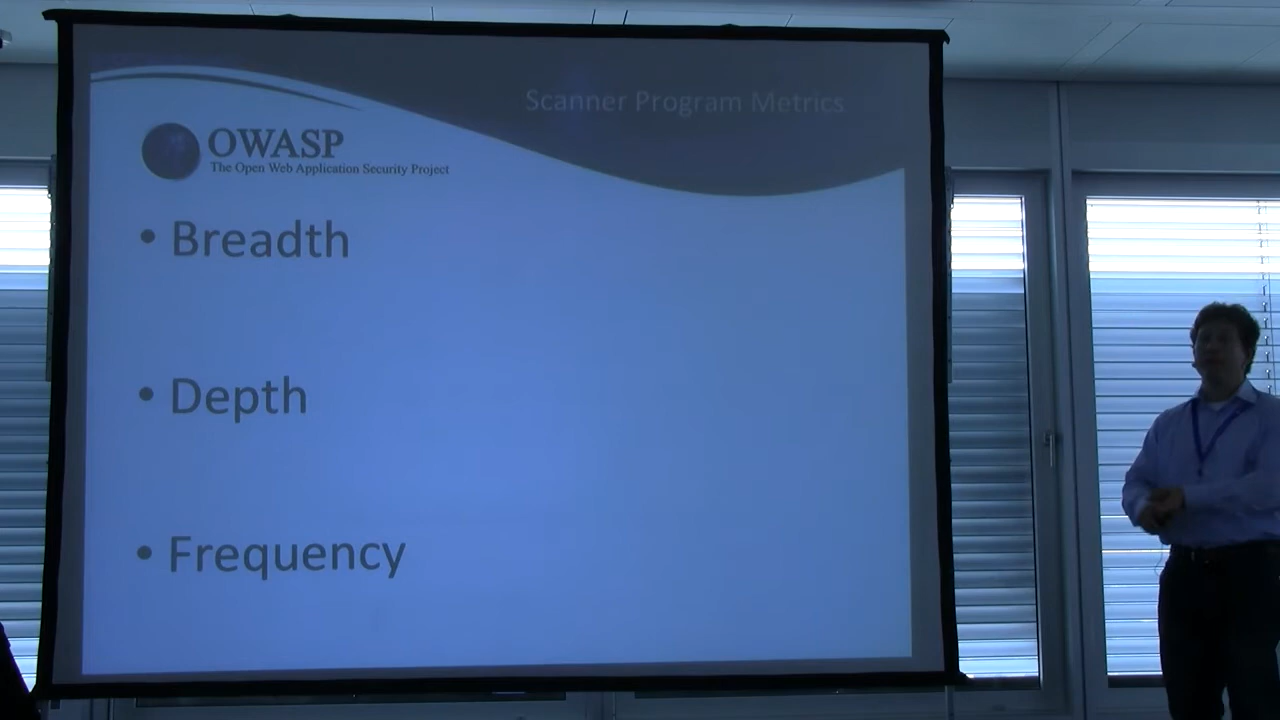 Scanner Program Metrics
OWASP
The Open Web Application Security Project
• Breadth
• Depth
• Frequency